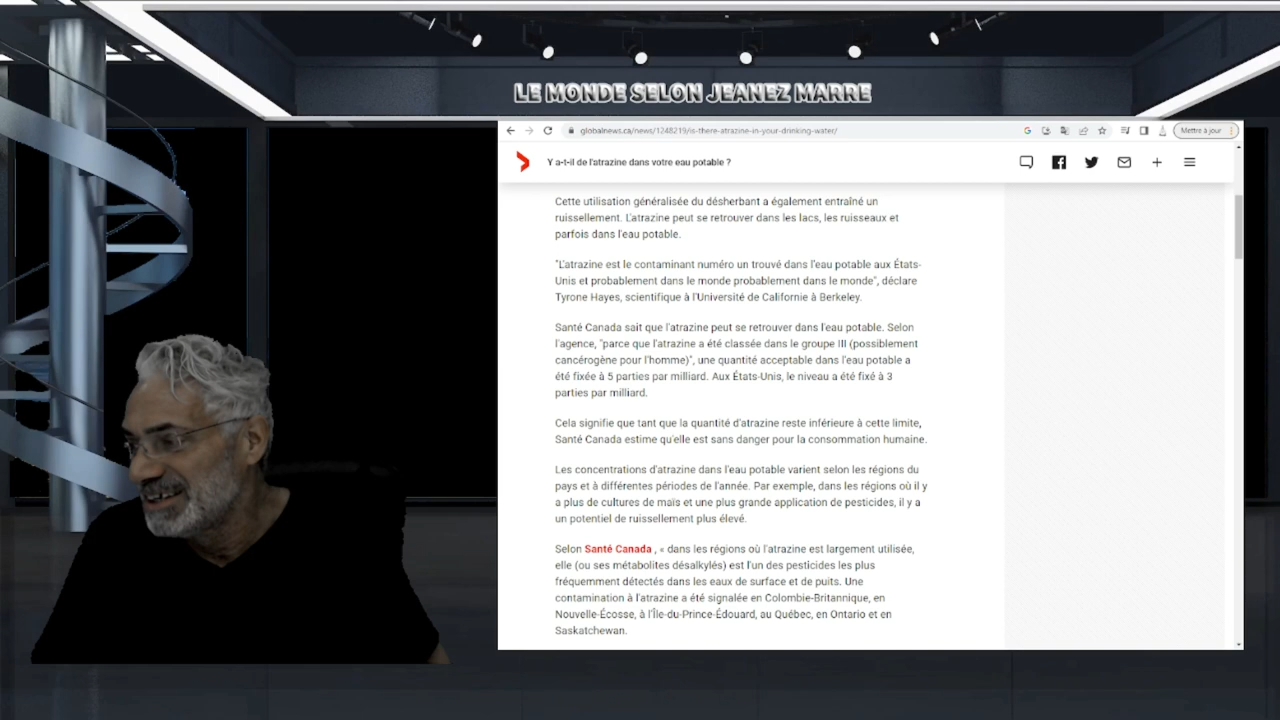 LE MONDE SELON JEANEZ MARRE
globalnews.ca/news/1248219/is-there-atrazine-in-your-drinking-water/
Mettre à jour
Y a-t-il de l'atrazine dans votre eau potable ?
Cette utilisation généralisée du désherbant a également entraîné un
ruissellement. L'atrazine peut se retrouver dans les lacs, les ruisseaux et
parfois dans l'eau potable.
"L'atrazine est le contaminant numéro un trouvé dans l'eau potable aux États-
Unis et probablement dans le monde probablement dans le monde", déclare
Tyrone Hayes, scientifique à l'Université de Californie à Berkeley.
Santé Canada sait que l'atrazine peut se retrouver dans l'eau potable. Selon
l'agence, "parce que l'atrazine a été classée dans le groupe III (possiblement
cancérogène pour l'homme)", une quantité acceptable dans l'eau potable a
été fixée à 5 parties par milliard. Aux États-Unis, le niveau a été fixé à 3
parties par milliard.
Cela signifie que tant que la quantité d'atrazine reste inférieure à cette limite,
Santé Canada estime qu'elle est sans danger pour la consommation humaine.
Les concentrations d'atrazine dans l'eau potable varient selon les régions du
pays et à différentes périodes de l'année. Par exemple, dans les régions où il y
a plus de cultures de maïs et une plus grande application de pesticides, il y a
un potentiel de ruissellement plus élevé.
Selon Santé Canada , « dans les régions où l'atrazine est largement utilisée,
elle (ou ses métabolites désalkylés) est l'un des pesticides les plus
fréquemment détectés dans les eaux de surface et de puits. Une
contamination à l'atrazine a été signalée en Colombie-Britannique, en
Nouvelle-Écosse, à l'Île-du-Prince-Édouard, au Québec, en Ontario et en
Saskatchewan.